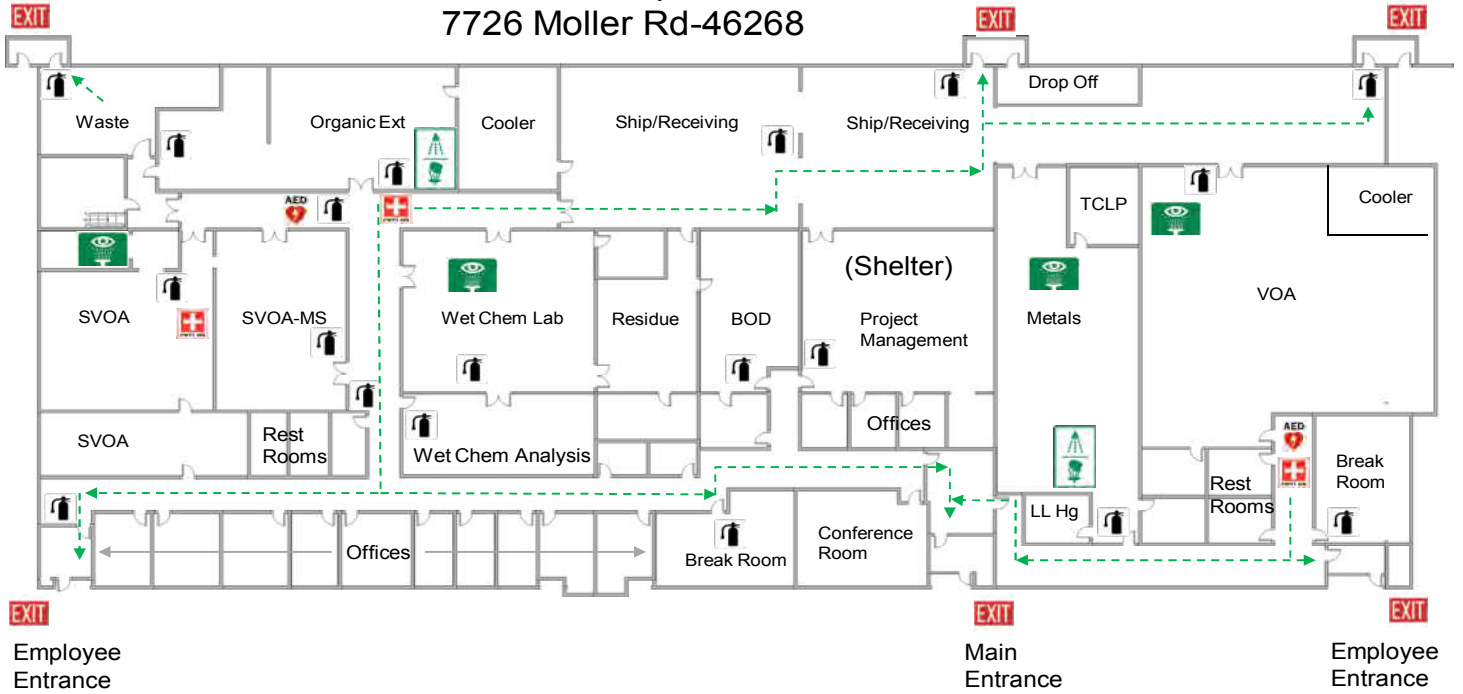 7726 Moller Rd-46268
EXIT
EXIT
EXIT
Drop Off
Waste
Organic Ext
Cooler
Ship/Receiving
Ship/Receiving
AED
TCLP
Cooler
(Shelter)
SVOA
SVOA-MS
Wet Chem Lab
Residue
BOD
Project
Management
Metals
VOA
Offices
AED
SVOA
Rest
Rooms
Wet Chem Analysis
Break
Room
Rest
Rooms
LL Hg
Offices
Break Room
Conference
Room
EXIT
EXIT
EXIT
Employee
Entrance
Main
Entrance
Employee
Entrance